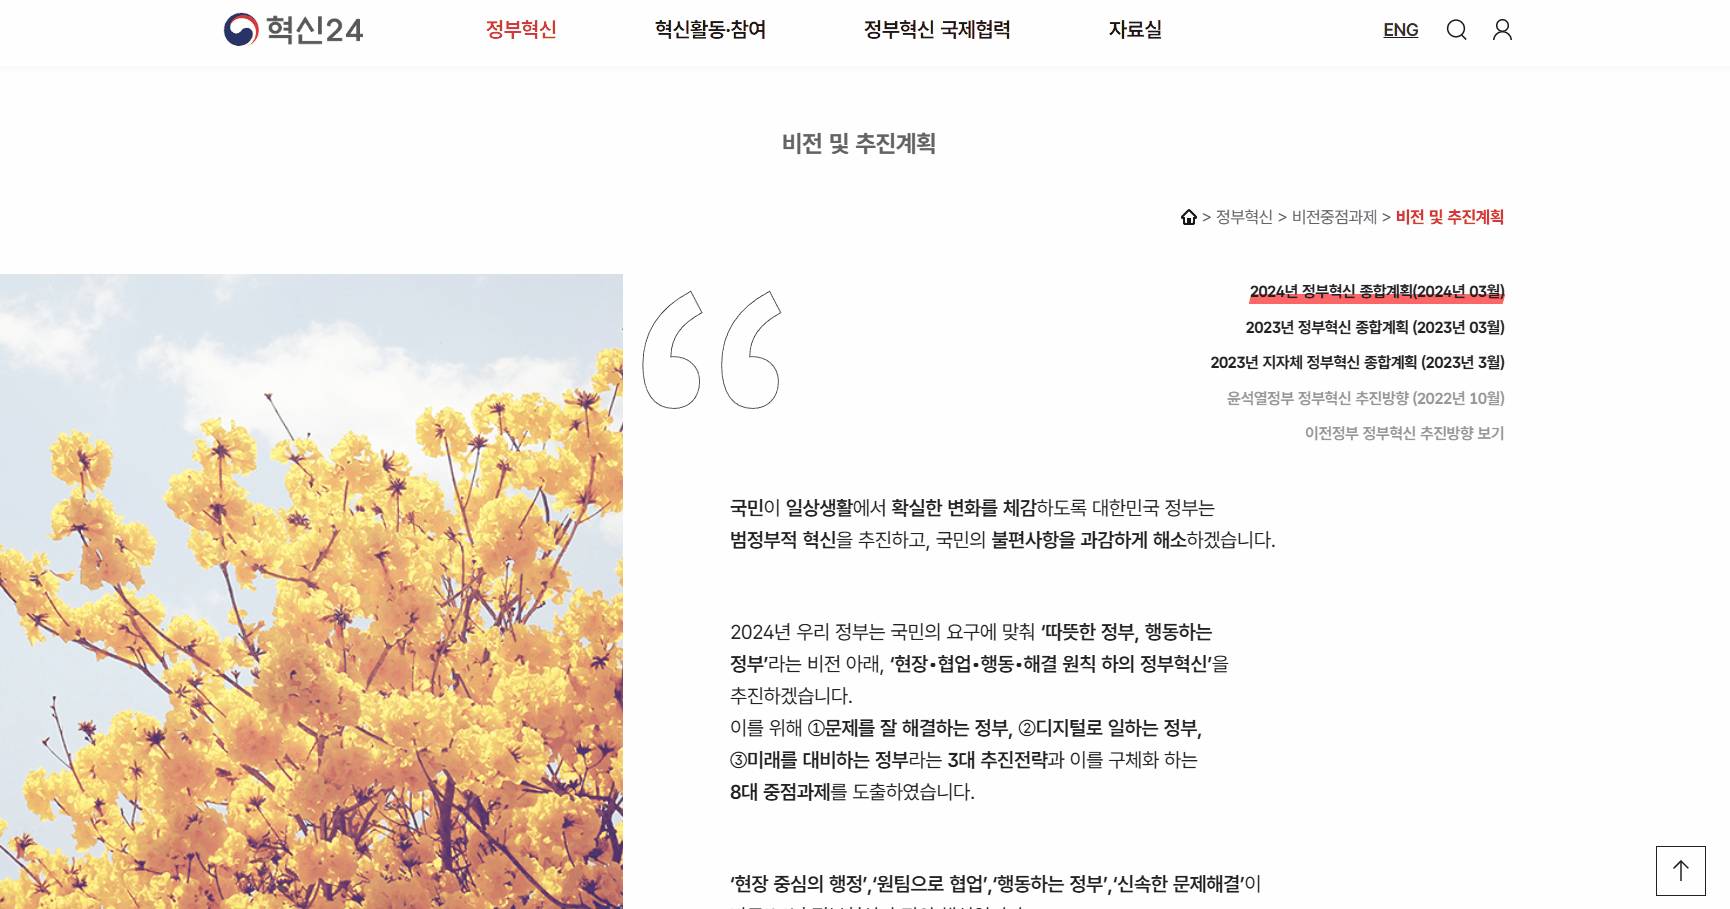 혁신24
정부혁신
혁신활동·참여
정부혁신 국제협력
자료실
ENG
비전 및 추진계획
> 정부혁신 > 비전중점과제 > 비전 및 추진계획
2024년 정부혁신 종합계획(2024년 03월)
2023년 정부혁신 종합계획 (2023년 03월)
2023년 지자체 정부혁신 종합계획 (2023년 3월)
윤석열정부 정부혁신 추진방향 (2022년 10월)
이전정부 정부혁신 추진방향 보기
국민이 일상생활에서 확실한 변화를 체감하도록 대한민국 정부는
범정부적 혁신을 추진하고, 국민의 불편사항을 과감하게 해소하겠습니다.
2024년 우리 정부는 국민의 요구에 맞춰 ‘따뜻한 정부, 행동하는
정부’라는 비전 아래, ‘현장•협업•행동•해결 원칙 하의 정부혁신’을
추진하겠습니다.
이를 위해 ①문제를 잘 해결하는 정부, ②디지털로 일하는 정부,
③미래를 대비하는 정부라는 3대 추진전략과 이를 구체화 하는
8대 중점과제를 도출하였습니다.
‘현장 중심의 행정’,‘원팀으로 협업’,‘행동하는 정부’,‘신속한 문제해결’이